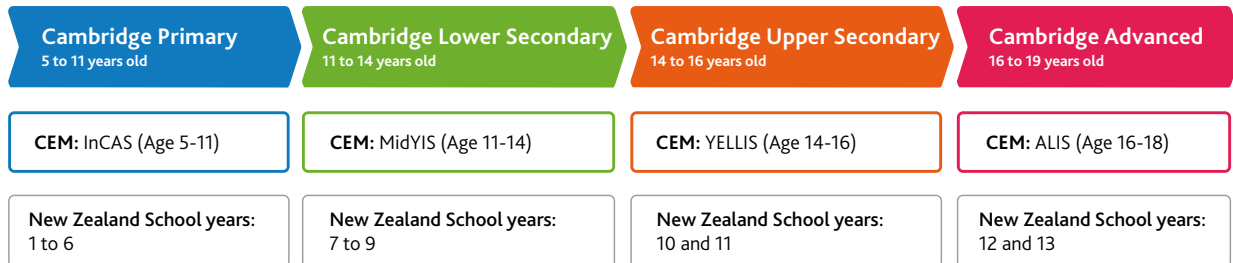 Cambridge Primary
5 to 11 years old
Cambridge Lower Secondary
11 to 14 years old
Cambridge Upper Secondary
14 to 16 years old
Cambridge Advanced
16 to 19 years old
CEM: InCAS (Age 5-11)
CEM: MidYIS (Age 11-14)
CEM: YELLIS (Age 14-16)
CEM: ALIS (Age 16-18)
New Zealand School years:
1 to 6
New Zealand School years:
7 to 9
New Zealand School years:
10 and 11
New Zealand School years:
12 and 13